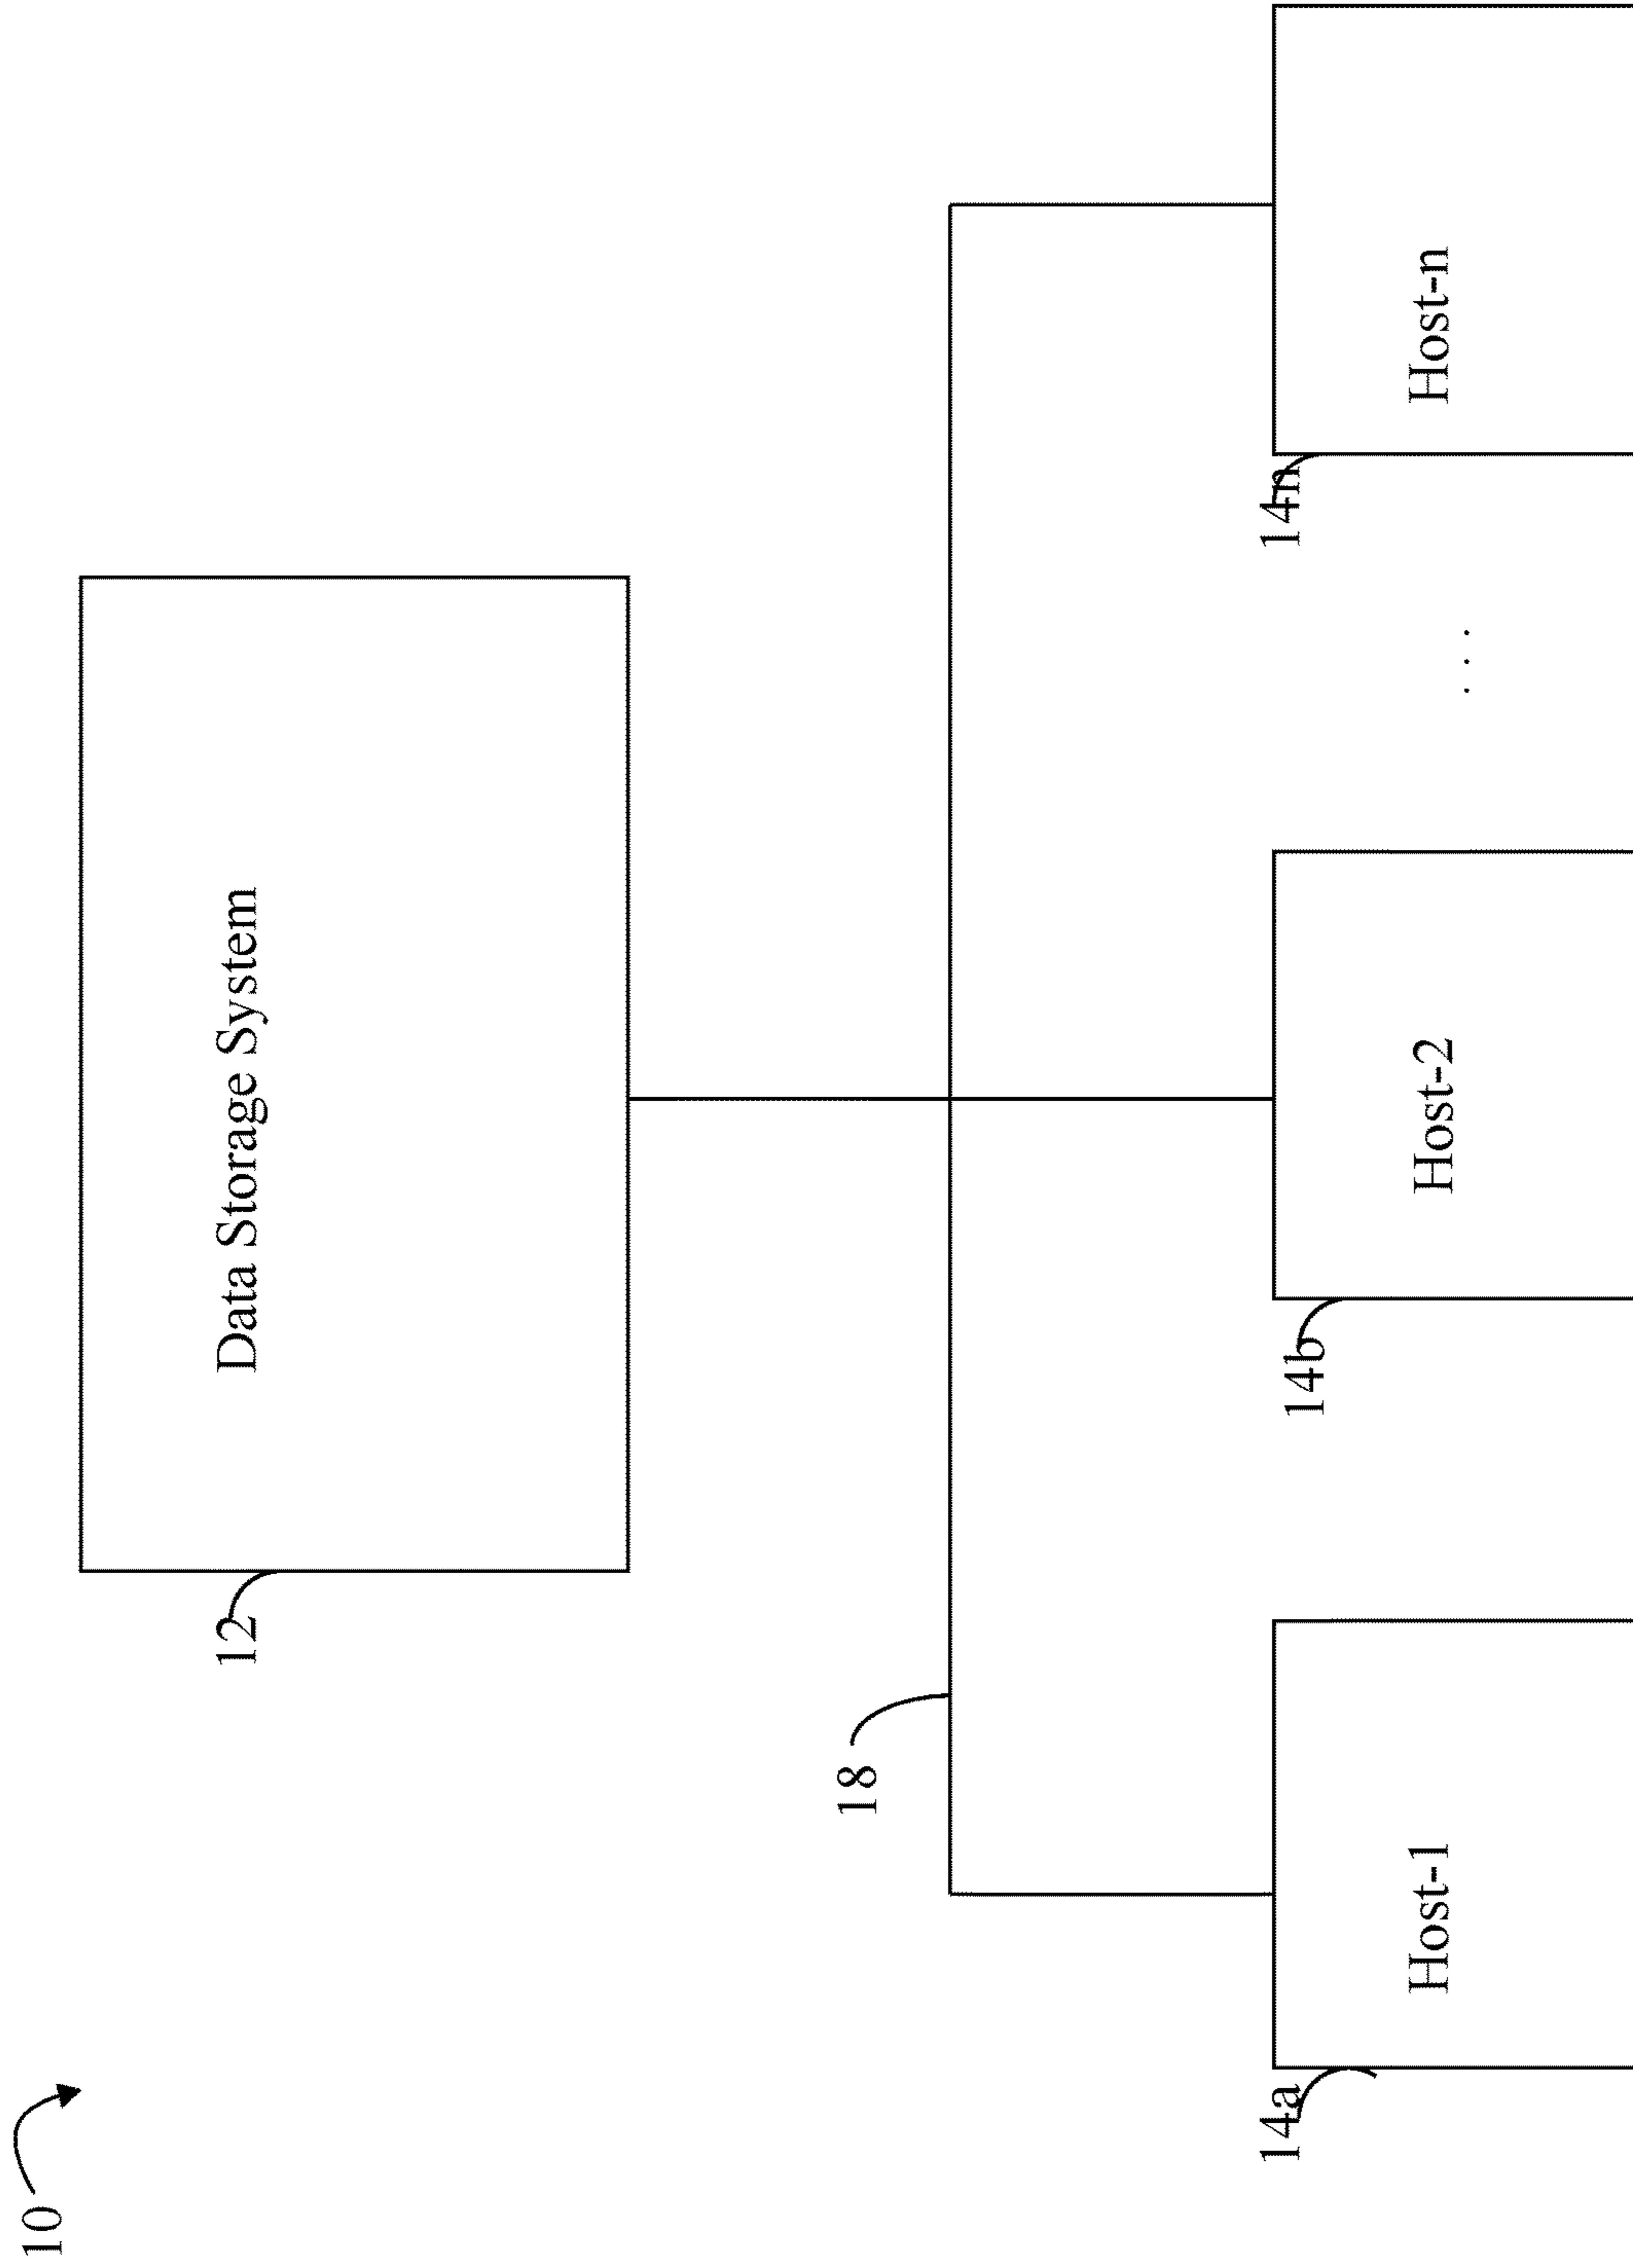 10
12
Data Storage System
18
14a
Host-1
14b
Host-2
. . .
14n
Host-n